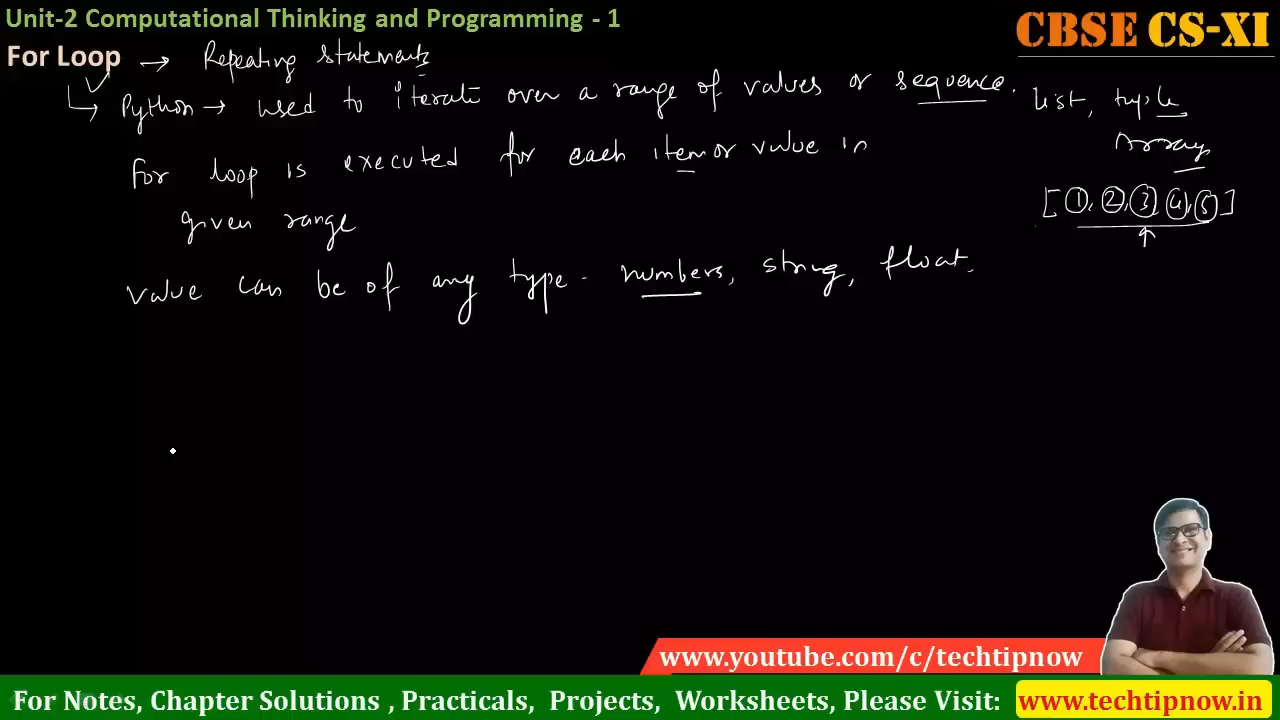 Unit-2 Computational Thinking and Programming - 1
CBSE CS-XI
For Loop → Repeating statements
Python → used to iterate over a range of values or sequence.
list, tuple
Array
for loop is executed for each item or value in
given range
[1, 2, 3, 4, 5]
value can be of any type - numbers, string, float.
www.youtube.com/c/techtipnow
For Notes, Chapter Solutions , Practicals, Projects, Worksheets, Please Visit: www.techtipnow.in